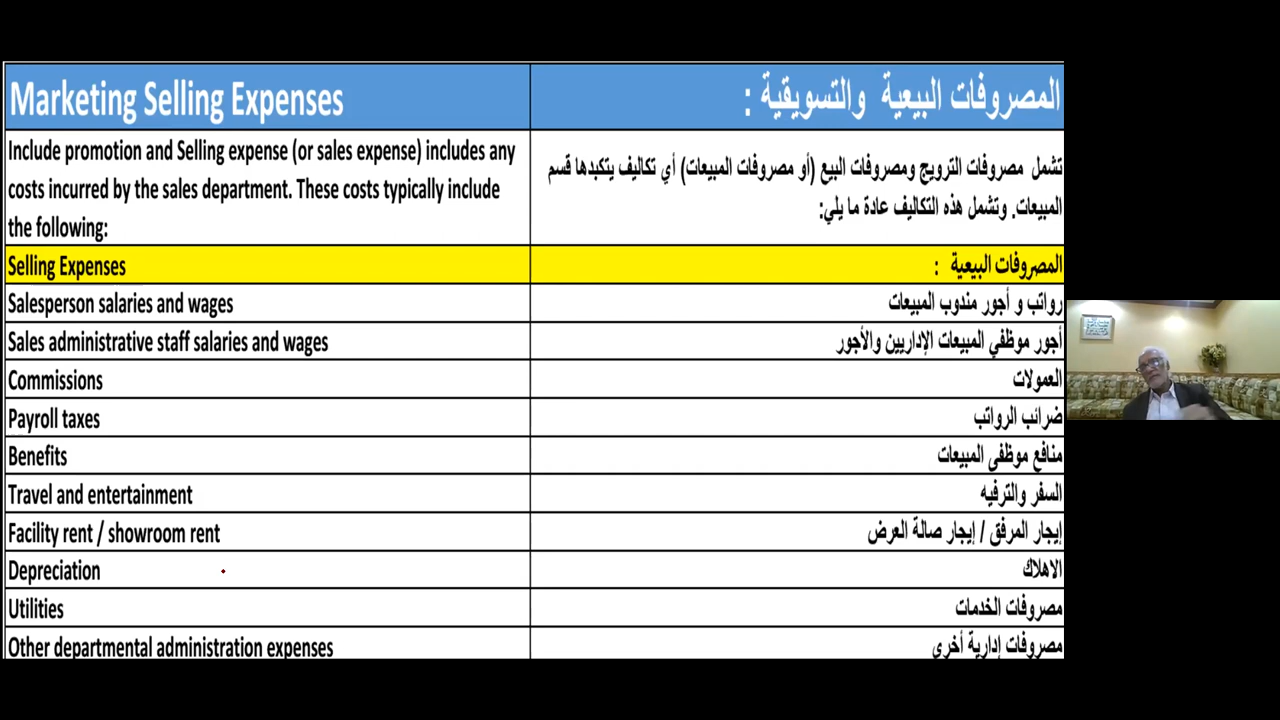 Marketing Selling Expenses
المصروفات البيعية والتسويقية :
Include promotion and Selling expense (or sales expense) includes any
costs incurred by the sales department. These costs typically include
the following:
تشمل مصروفات الترويج ومصروفات البيع (أو مصروفات المبيعات) أي تكاليف يتكبدها قسم
المبيعات. وتشمل هذه التكاليف عادة ما يلي:
Selling Expenses
المصروفات البيعية :
Salesperson salaries and wages
رواتب و أجور مندوب المبيعات
Sales administrative staff salaries and wages
أجور موظفي المبيعات الإداريين والأجور
Commissions
العمولات
Payroll taxes
ضرائب الرواتب
Benefits
منافع موظفى المبيعات
Travel and entertainment
السفر والترفيه
Facility rent / showroom rent
إيجار المرفق / إيجار صالة العرض
Depreciation
الاهلاك
Utilities
مصروفات الخدمات
Other departmental administration expenses
مصروفات إدارية أخرى